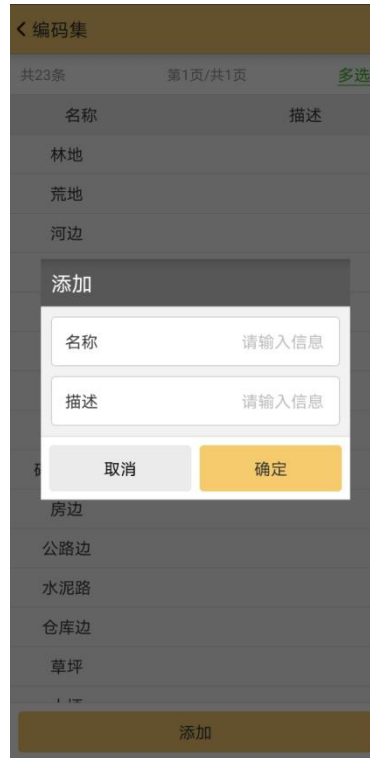 编码集
共23条 第1页/共1页 多选
名称 描述
林地
荒地
河边
添加
名称 请输入信息
描述 请输入信息
取消 确定
房边
公路边
水泥路
仓库边
草坪
添加